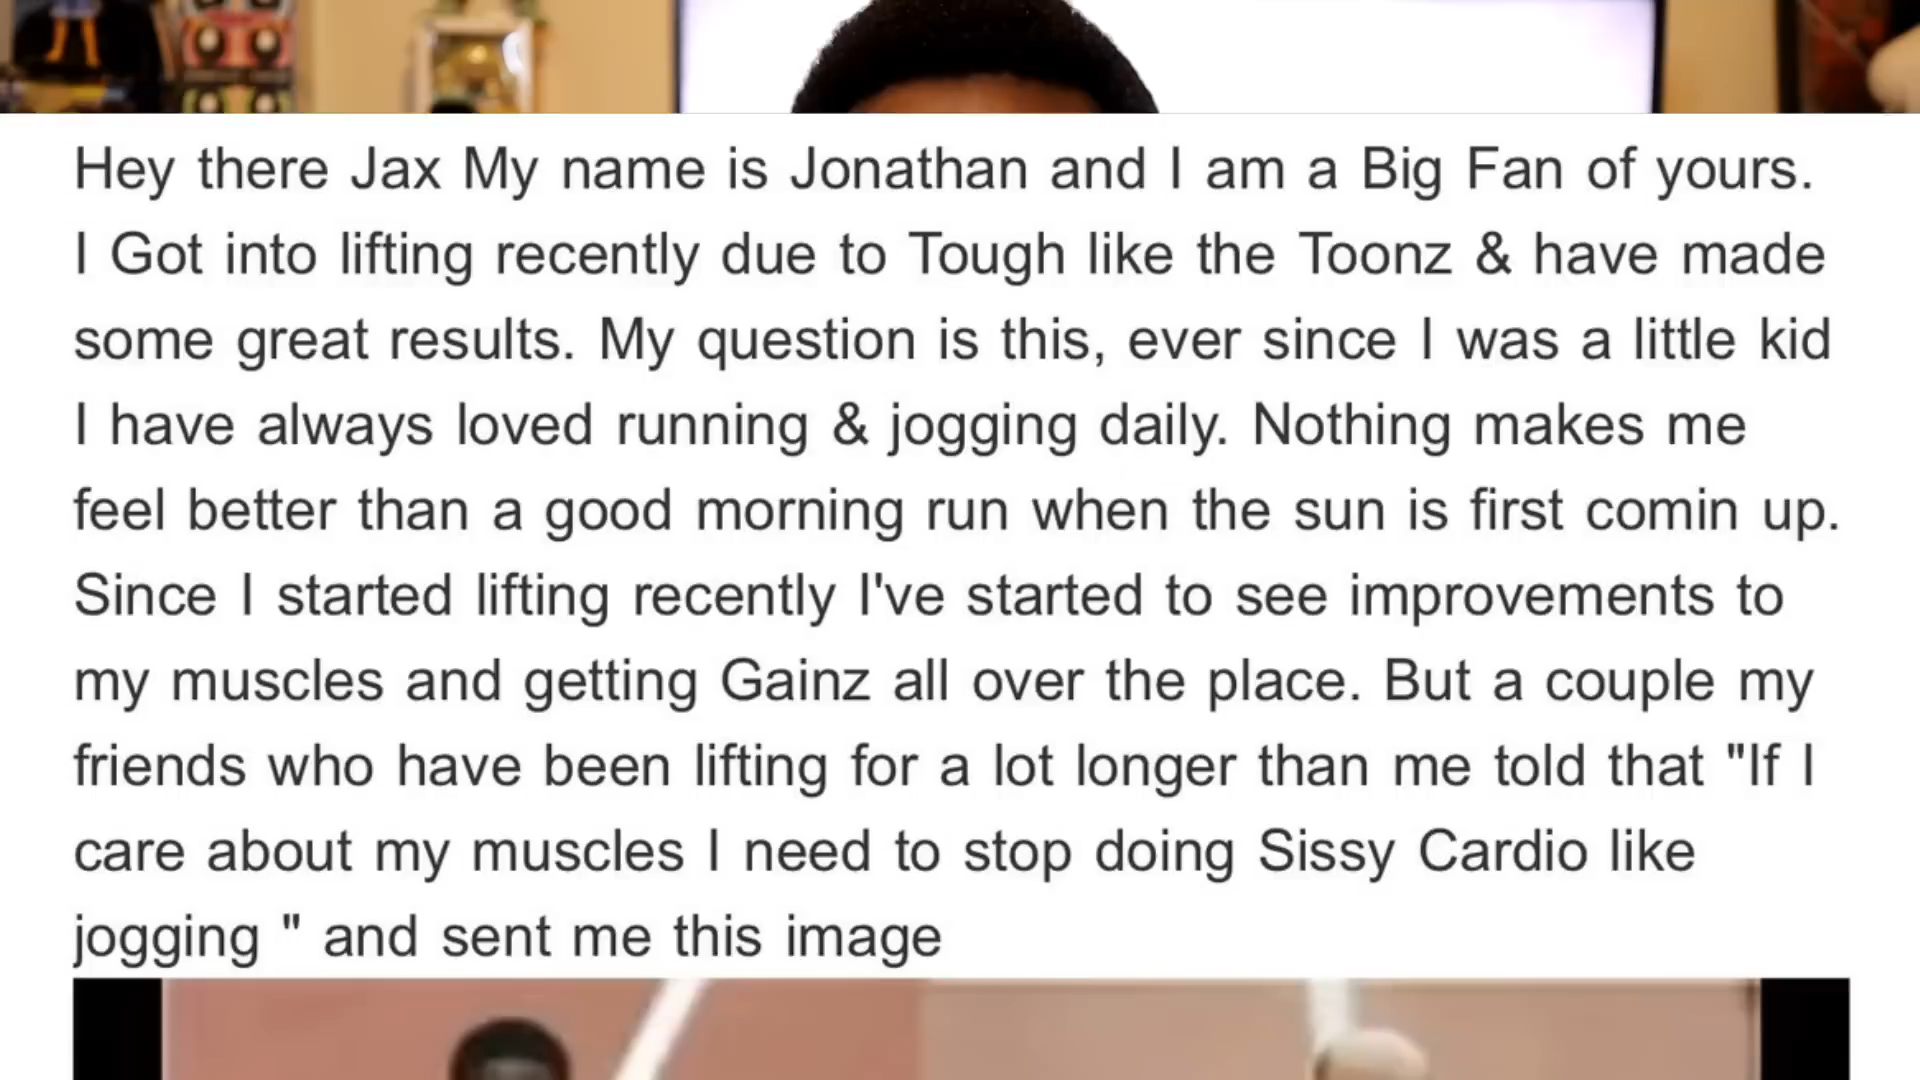 Hey there Jax My name is Jonathan and I am a Big Fan of yours.
I Got into lifting recently due to Tough like the Toonz & have made
some great results. My question is this, ever since I was a little kid
I have always loved running & jogging daily. Nothing makes me
feel better than a good morning run when the sun is first comin up.
Since I started lifting recently I've started to see improvements to
my muscles and getting Gainz all over the place. But a couple my
friends who have been lifting for a lot longer than me told that "If I
care about my muscles I need to stop doing Sissy Cardio like
jogging " and sent me this image